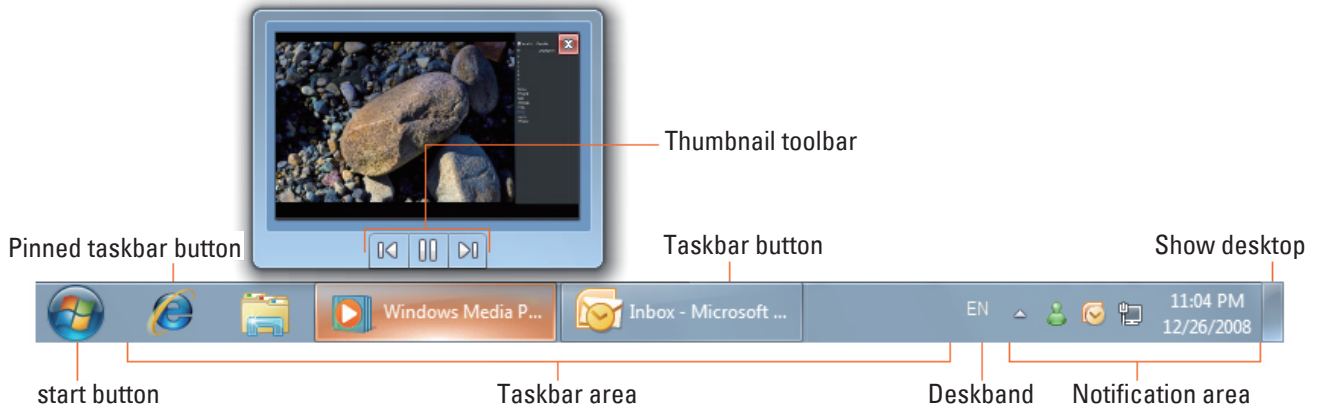 Thumbnail toolbar
Pinned taskbar button
Taskbar button
Show desktop
Windows Media P...
Inbox - Microsoft ...
EN
11:04 PM
12/26/2008
start button
Taskbar area
Deskband
Notification area